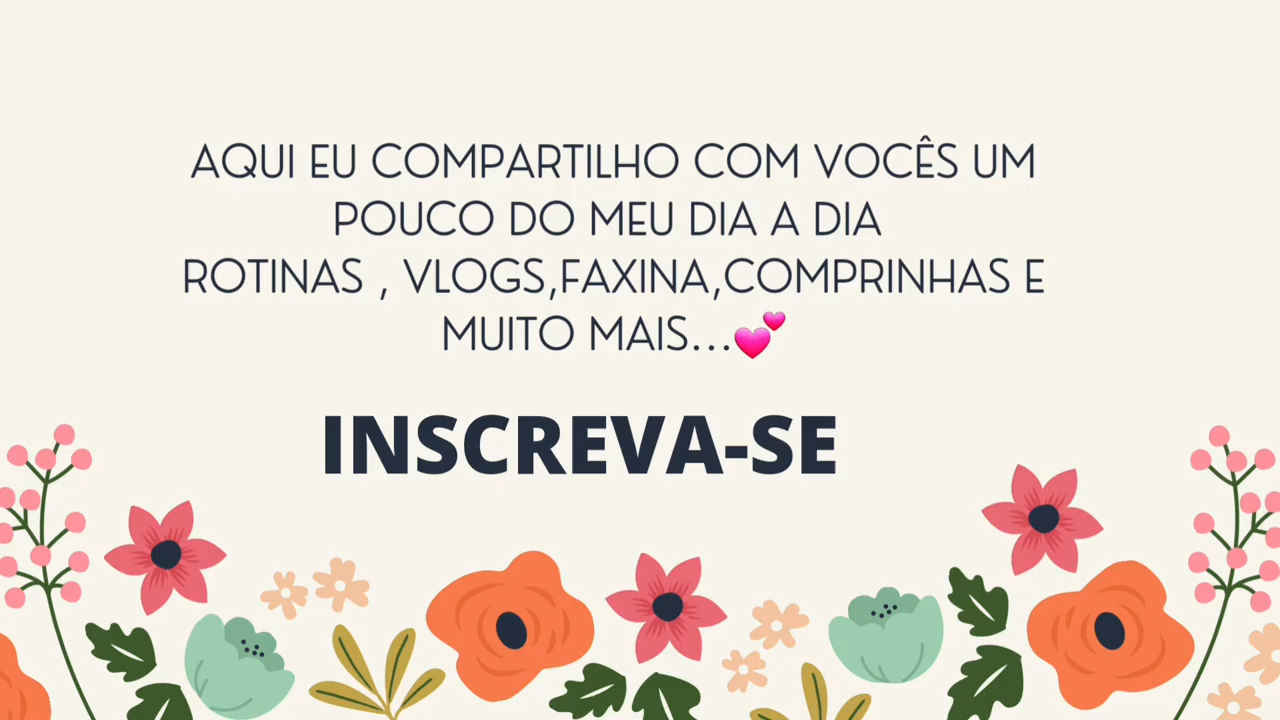 AQUI EU COMPARTILHO COM VOCÊS UM
POUCO DO MEU DIA A DIA
ROTINAS , VLOGS,FAXINA,COMPRINHAS E
MUITO MAIS...💕
INSCREVA-SE